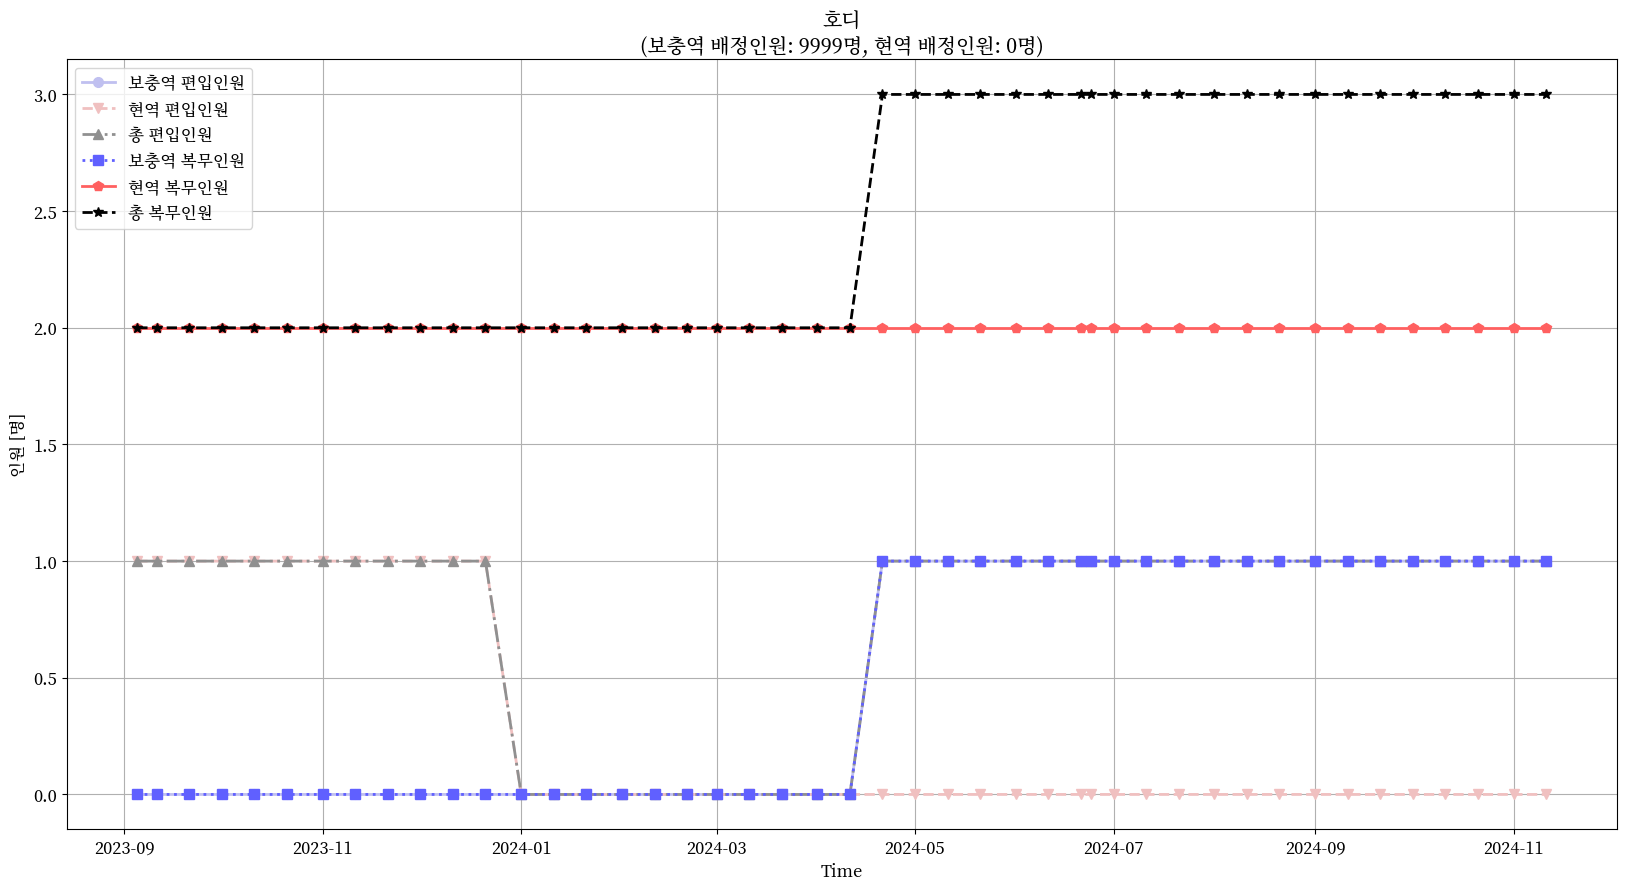 호디
(보충역 배정인원: 9999명, 현역 배정인원: 0명)
보충역 편입인원
현역 편입인원
총 편입인원
보충역 복무인원
현역 복무인원
총 복무인원
3.0
2.5
2.0
1.5
1.0
0.5
0.0
인원 [명]
2023-09
2023-11
2024-01
2024-03
2024-05
2024-07
2024-09
2024-11
Time